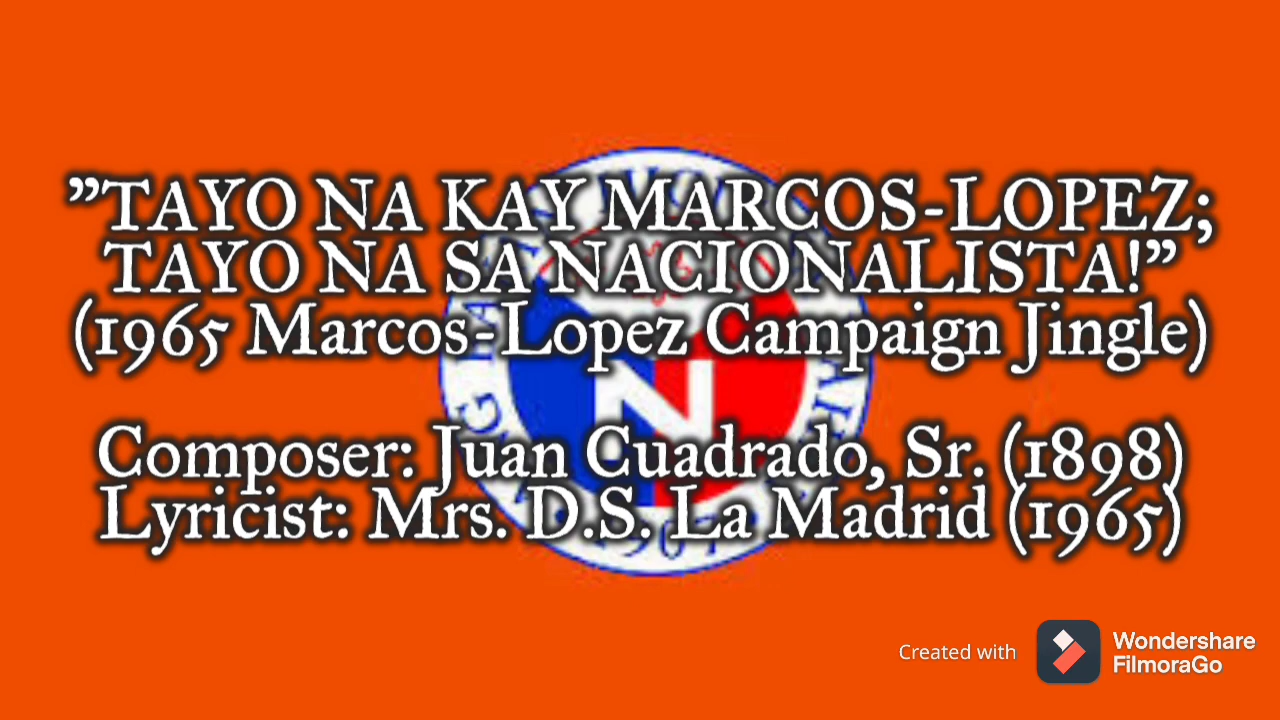 ”TAYO NA KAY MARCOS-LOPEZ;
TAYO NA SA NACIONALISTA!”
(1965 Marcos-Lopez Campaign Jingle)
Composer: Juan Cuadrado, Sr. (1898)
Lyricist: Mrs. D.S. La Madrid (1965)
N
1907
Created with
Wondershare
FilmoraGo